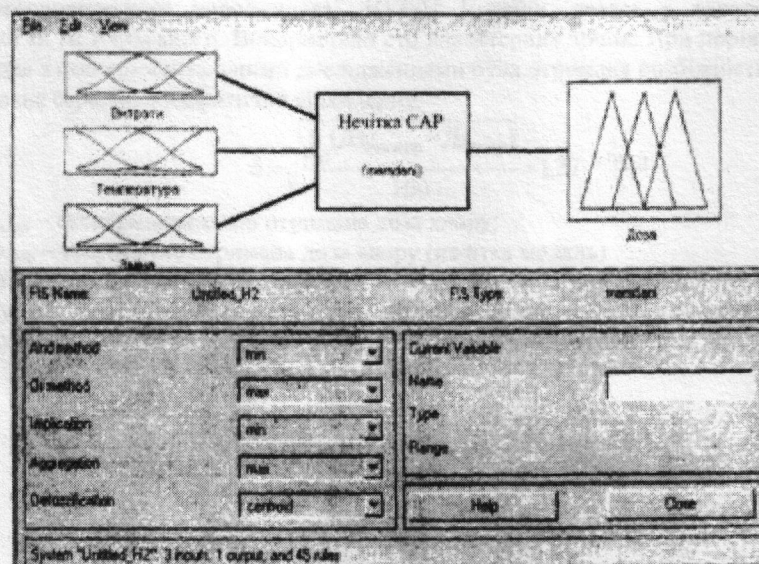 File Edit View
Витрати
Температура
Нечітка САР
(mamdani)
Доза
FIS Name: Untitled_H2 FIS Type: mamdani
And method min
Or method max
Implication min
Aggregation max
Defuzzification centroid
Current Variable
Name
Type
Range
Help Close
System "Untitled_H2": 3 inputs, 1 output, and 45 rules